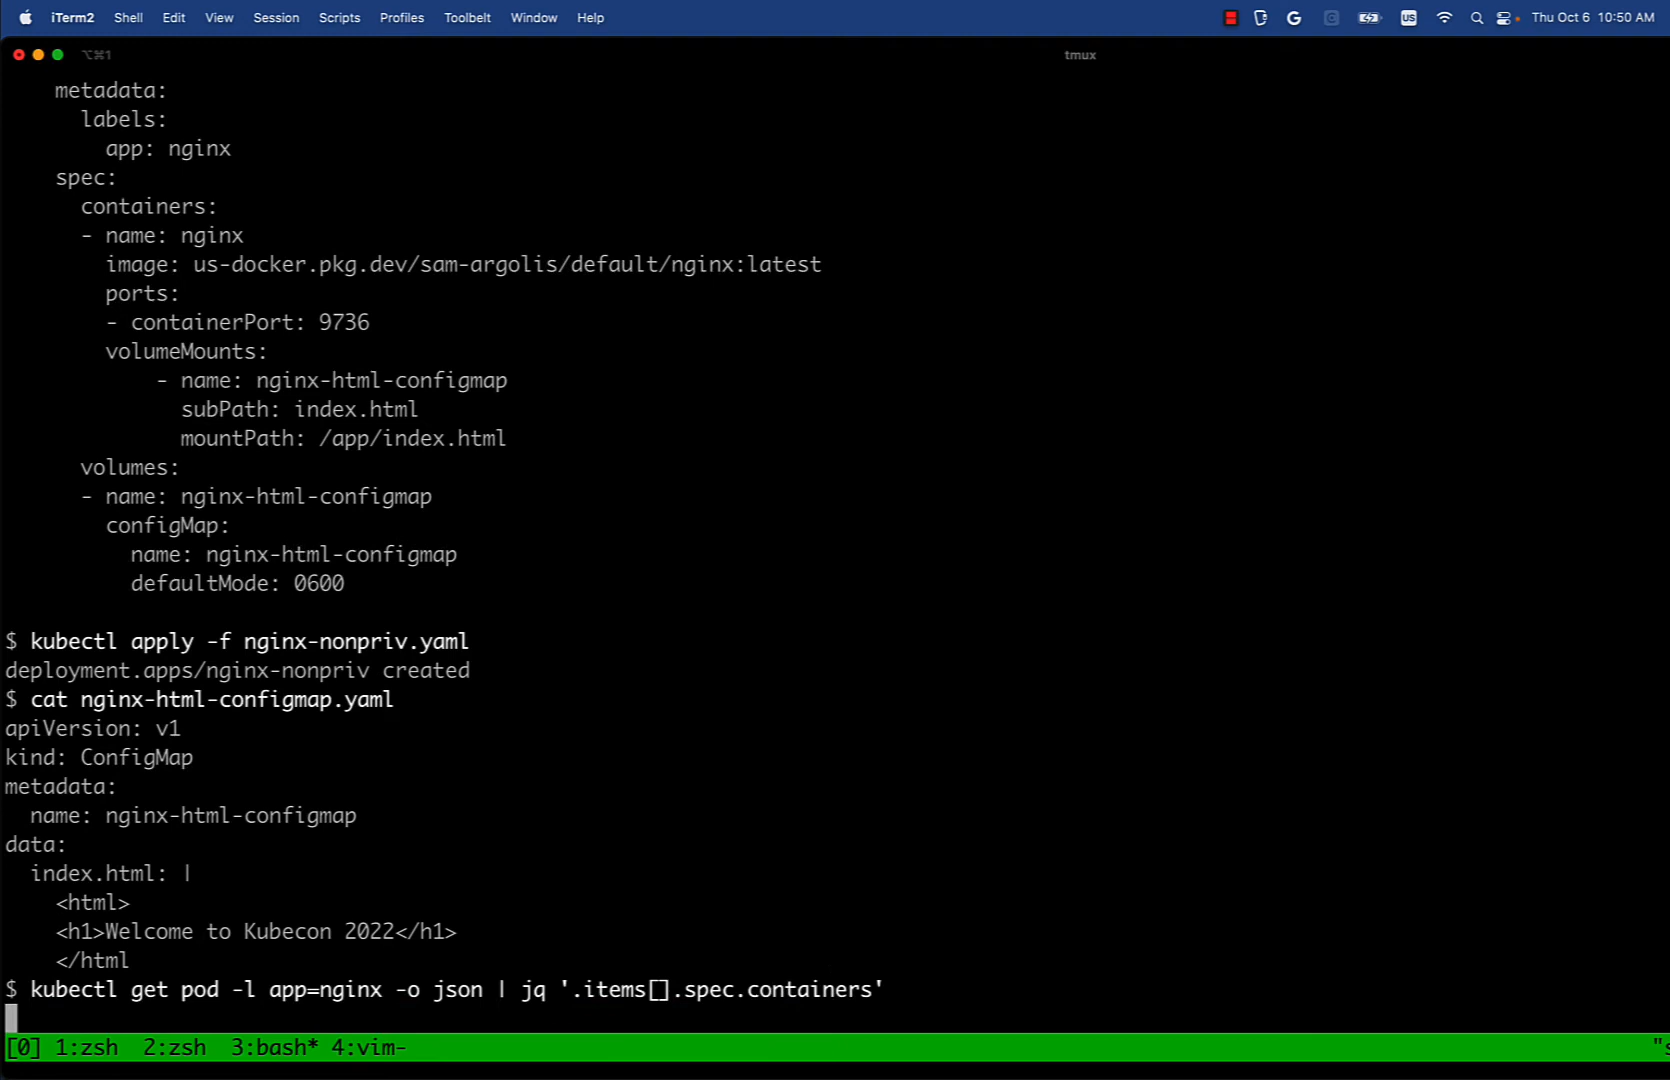 iTerm2 Shell Edit View Session Scripts Profiles Toolbelt Window Help US Thu Oct 6 10:50 AM
⌥⌘1 tmux
    metadata:
      labels:
        app: nginx
    spec:
      containers:
      - name: nginx
        image: us-docker.pkg.dev/sam-argolis/default/nginx:latest
        ports:
        - containerPort: 9736
        volumeMounts:
            - name: nginx-html-configmap
              subPath: index.html
              mountPath: /app/index.html
      volumes:
      - name: nginx-html-configmap
        configMap:
          name: nginx-html-configmap
          defaultMode: 0600
$ kubectl apply -f nginx-nonpriv.yaml
deployment.apps/nginx-nonpriv created
$ cat nginx-html-configmap.yaml
apiVersion: v1
kind: ConfigMap
metadata:
  name: nginx-html-configmap
data:
  index.html: |
    <html>
    <h1>Welcome to Kubecon 2022</h1>
    </html
$ kubectl get pod -l app=nginx -o json | jq '.items[].spec.containers'
[0] 1:zsh  2:zsh  3:bash* 4:vim- "s